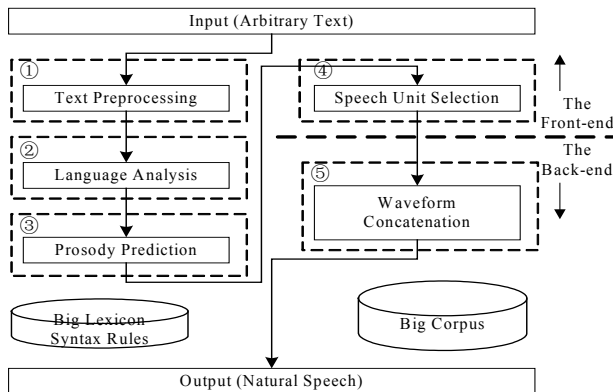 Input (Arbitrary Text)
①
Text Preprocessing
②
Language Analysis
③
Prosody Prediction
Big Lexicon
Syntax Rules
④
Speech Unit Selection
The
Front-end
The
Back-end
⑤
Waveform
Concatenation
Big Corpus
Output (Natural Speech)